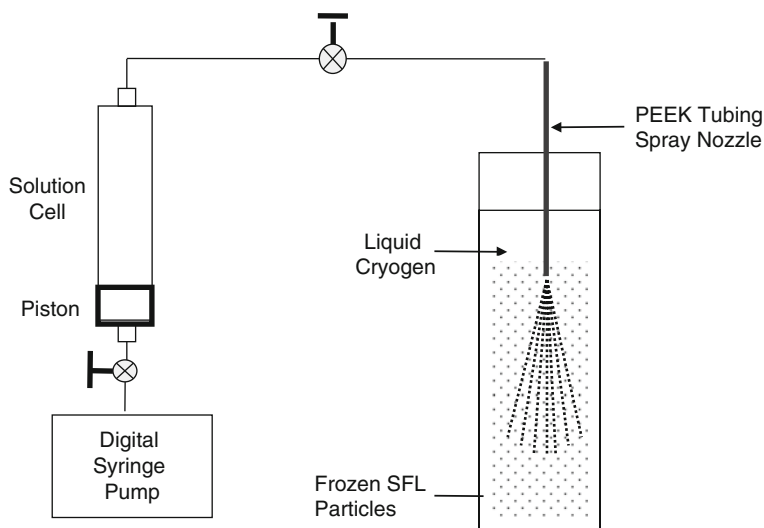 PEEK Tubing
Spray Nozzle
Solution
Cell
Liquid
Cryogen
Piston
Digital
Syringe
Pump
Frozen SFL
Particles